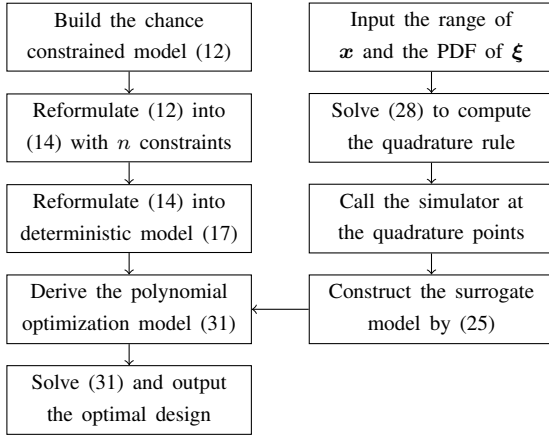 Build the chance
constrained model (12)
Reformulate (12) into
(14) with n constraints
Reformulate (14) into
deterministic model (17)
Derive the polynomial
optimization model (31)
Solve (31) and output
the optimal design
Input the range of
x and the PDF of ξ
Solve (28) to compute
the quadrature rule
Call the simulator at
the quadrature points
Construct the surrogate
model by (25)